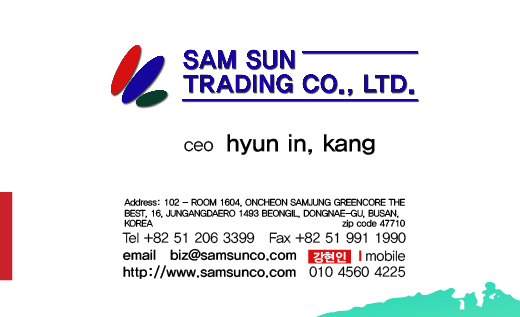 SAM SUN
TRADING CO., LTD.
ceo hyun in, kang
Address: 102 - ROOM 1604, ONCHEON SAMJUNG GREENCORE THE
BEST, 16, JUNGANGDAERO 1493 BEONGIL, DONGNAE-GU, BUSAN,
KOREA zip code 47710
Tel +82 51 206 3399 Fax +82 51 991 1990
email biz@samsunco.com 강현인 | mobile
http://www.samsunco.com 010 4560 4225